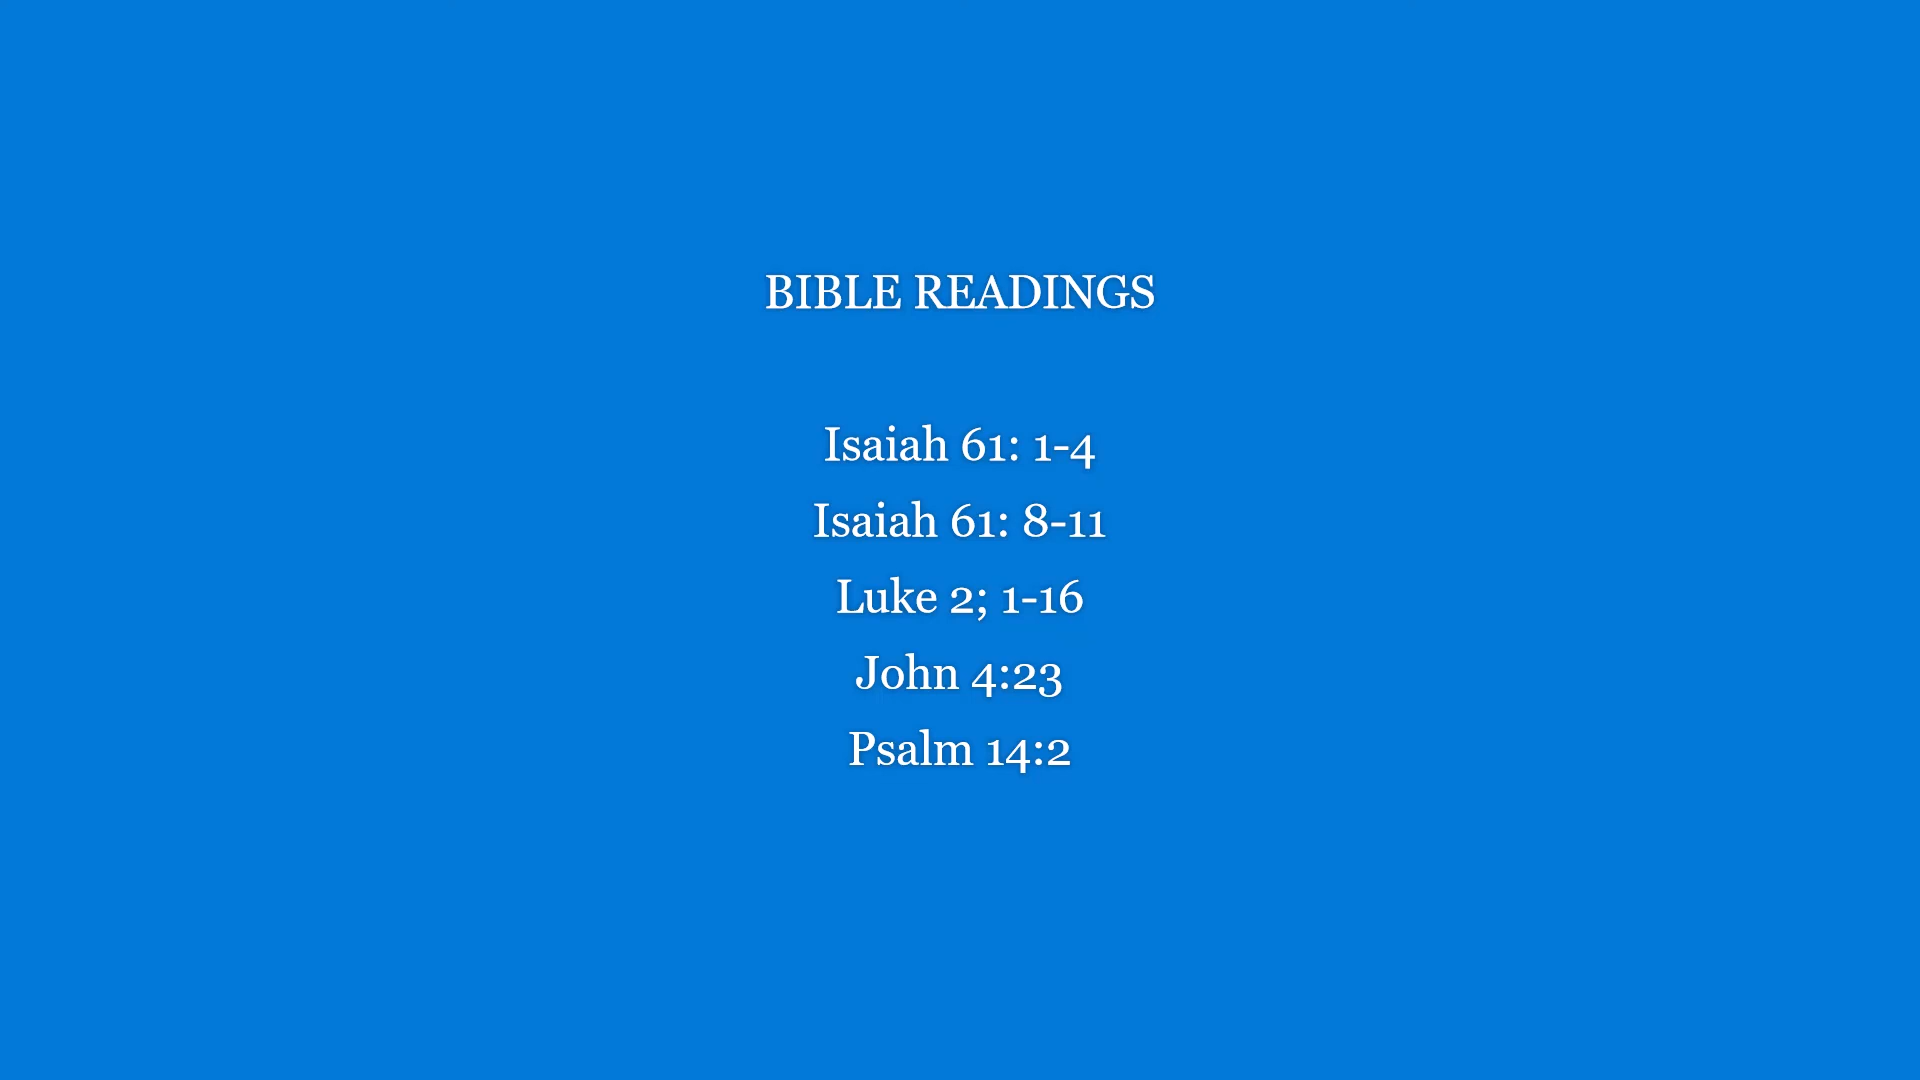 BIBLE READINGS
Isaiah 61: 1-4
Isaiah 61: 8-11
Luke 2; 1-16
John 4:23
Psalm 14:2